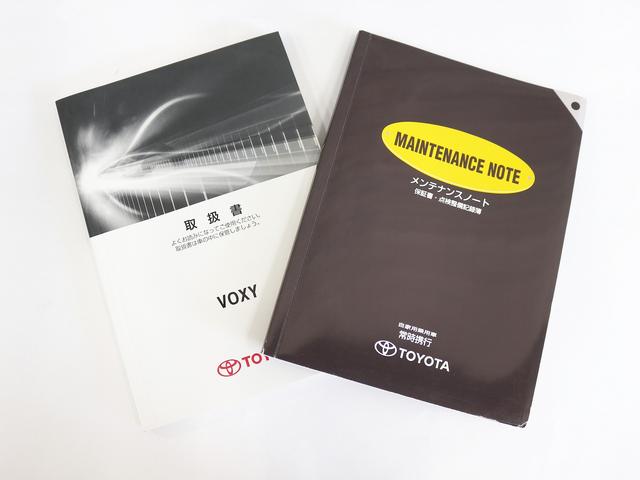 取扱書
よくお読みになってご使用ください。
取扱書は車の中に保管しましょう。
VOXY
TOYOTA
MAINTENANCE NOTE
メンテナンスノート
保証書・点検整備記録簿
自家用乗用車
常時携行
TOYOTA